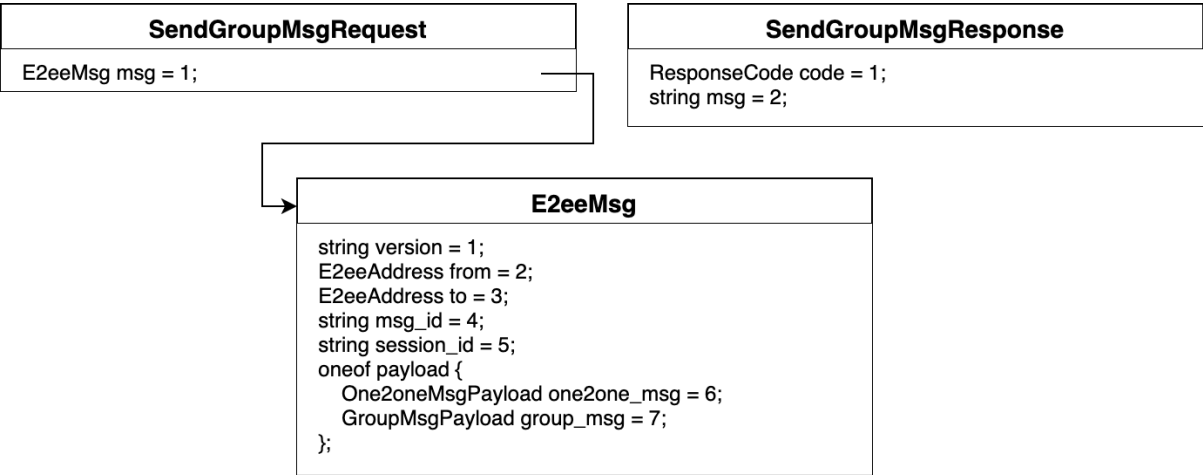 SendGroupMsgRequest
E2eeMsg msg = 1;
SendGroupMsgResponse
ResponseCode code = 1;
string msg = 2;
E2eeMsg
string version = 1;
E2eeAddress from = 2;
E2eeAddress to = 3;
string msg_id = 4;
string session_id = 5;
oneof payload {
One2oneMsgPayload one2one_msg = 6;
GroupMsgPayload group_msg = 7;
};